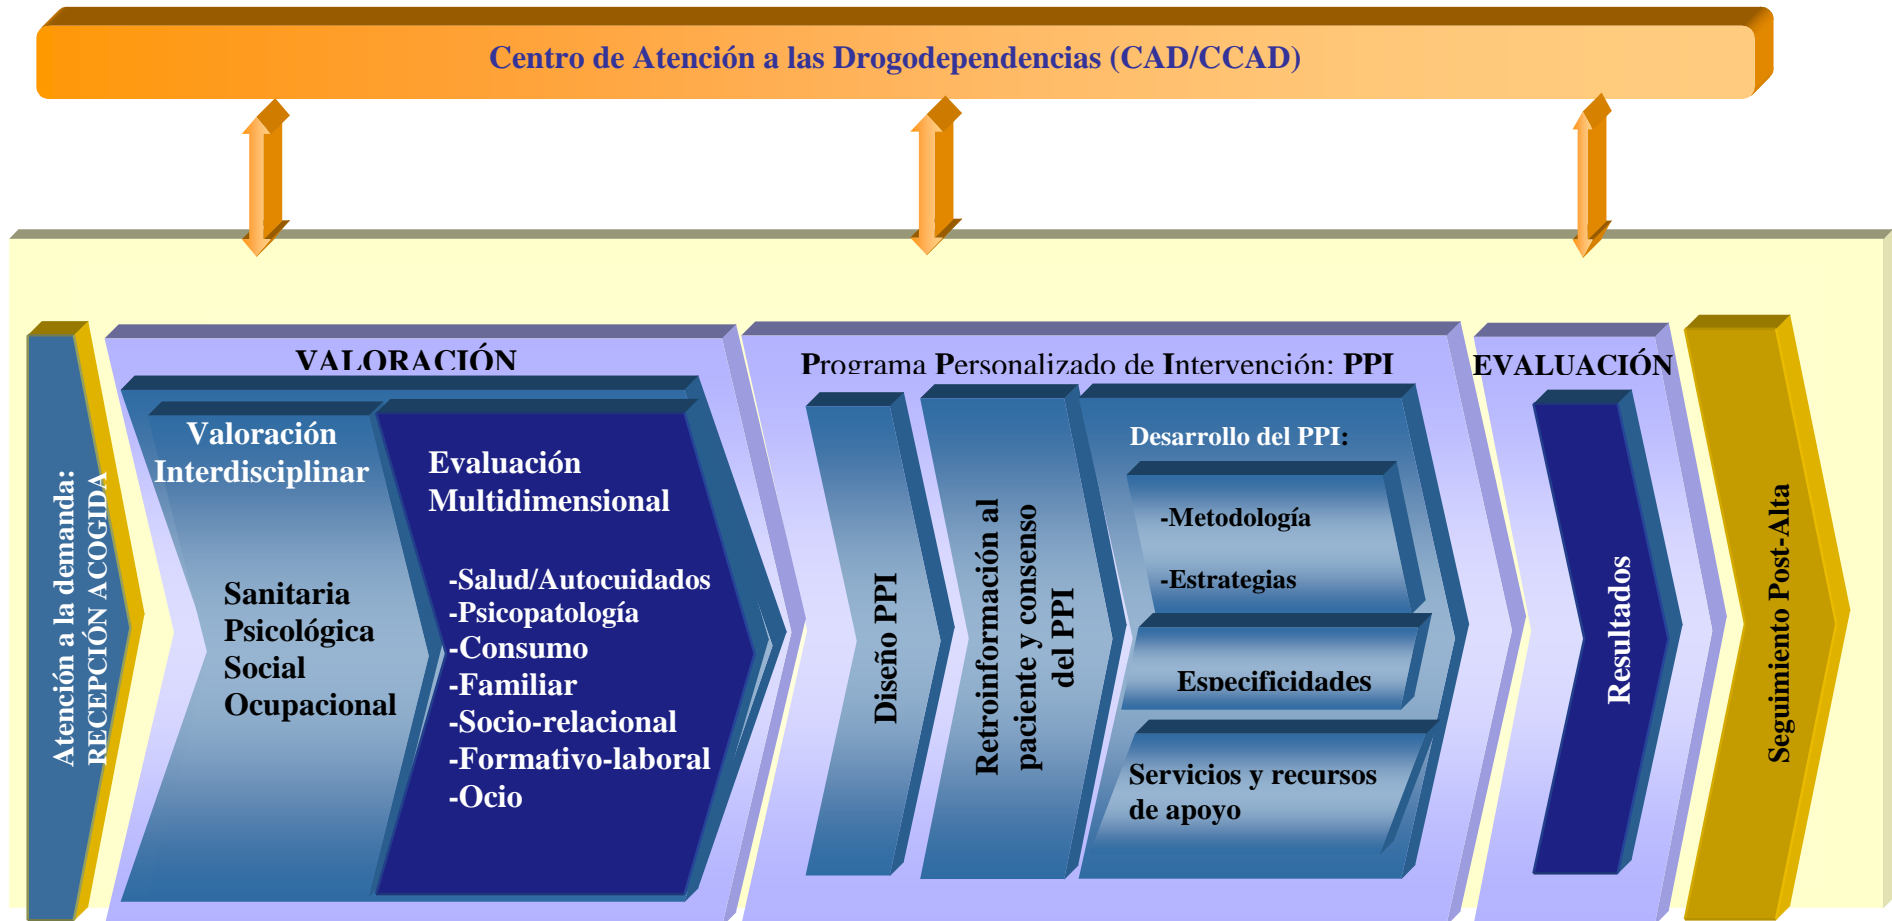 Centro de Atención a las Drogodependencias (CAD/CCAD)
Atención a la demanda:
RECEPCIÓN ACOGIDA
VALORACIÓN
Valoración
Interdisciplinar
Sanitaria
Psicológica
Social
Ocupacional
Evaluación
Multidimensional
-Salud/Autocuidados
-Psicopatología
-Consumo
-Familiar
-Socio-relacional
-Formativo-laboral
-Ocio
Programa Personalizado de Intervención: PPI
Diseño PPI
Retroinformación al
paciente y consenso
del PPI
Desarrollo del PPI:
-Metodología
-Estrategias
Especificidades
Servicios y recursos
de apoyo
EVALUACIÓN
Resultados
Seguimiento Post-Alta